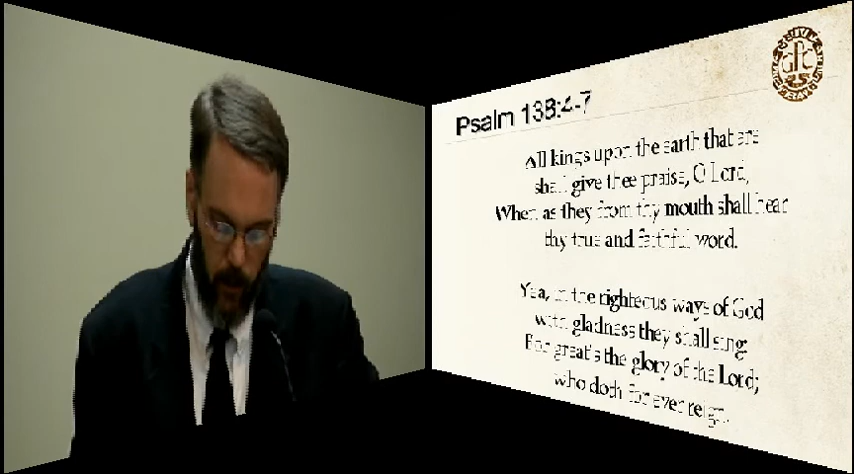 Psalm 138:4-7
GPC
All kings upon the earth that are
shall give thee praise, O Lord,
When as they from thy mouth shall hear
thy true and faithful word.
Yea, in the righteous ways of God
with gladness they shall sing:
For great's the glory of the Lord;
who doth for ever reign.